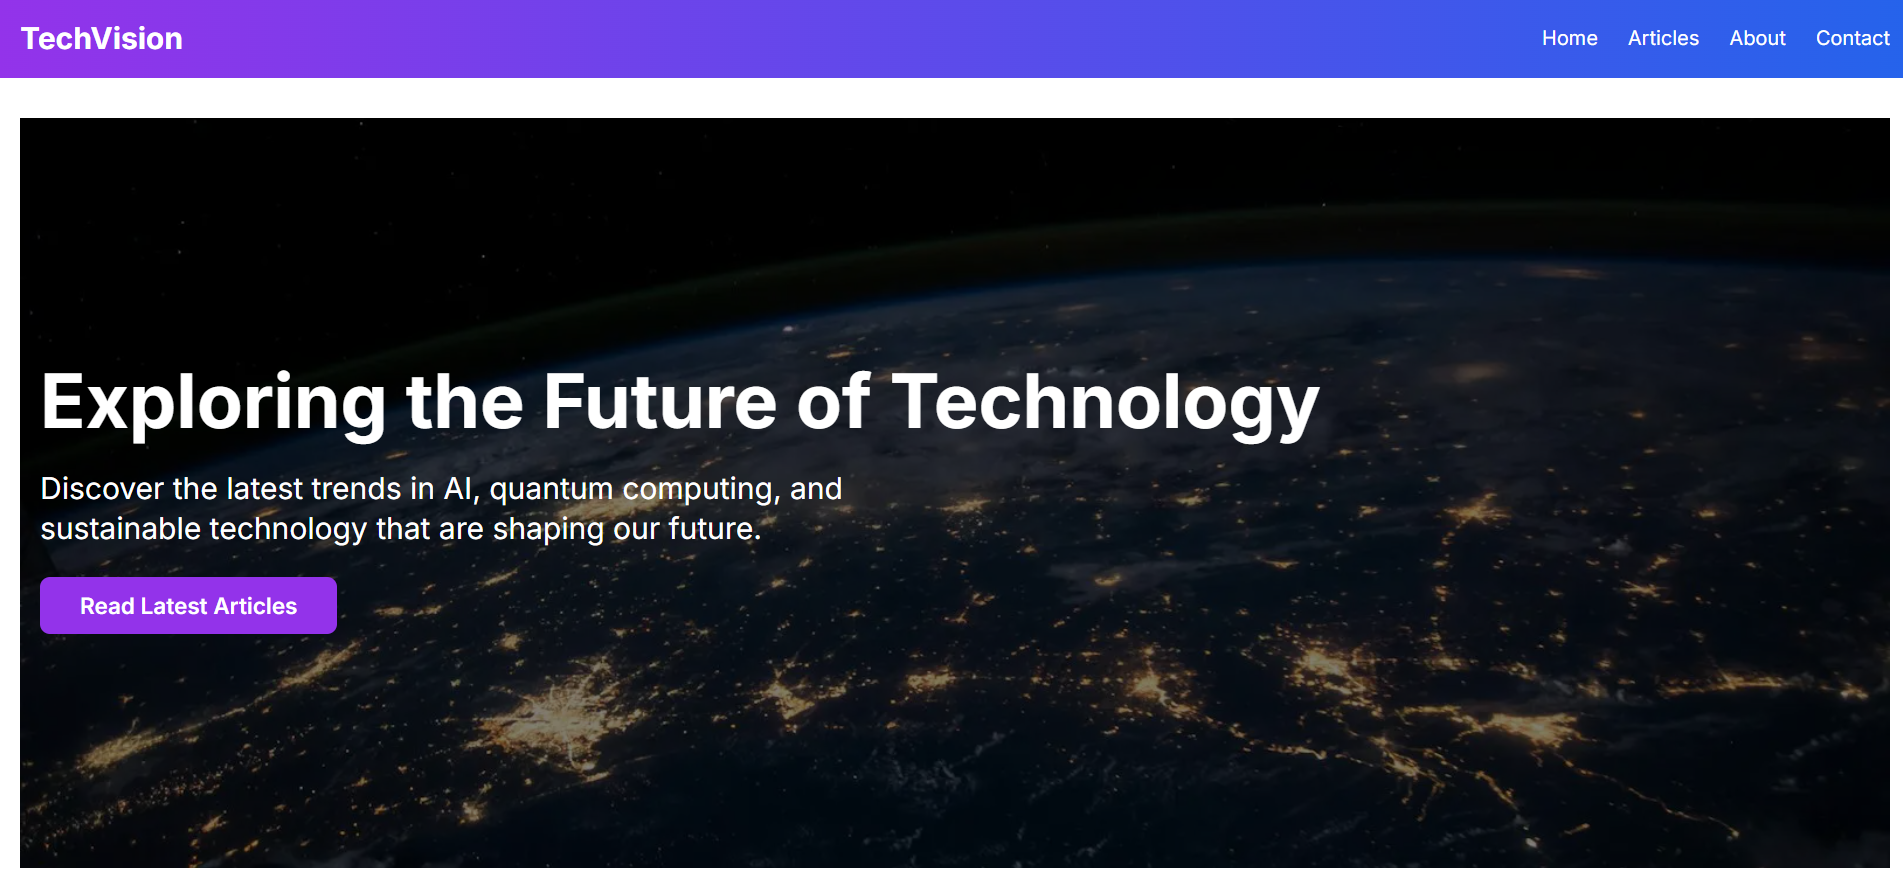 TechVision
Home Articles About Contact
Exploring the Future of Technology
Discover the latest trends in AI, quantum computing, and
sustainable technology that are shaping our future.
Read Latest Articles